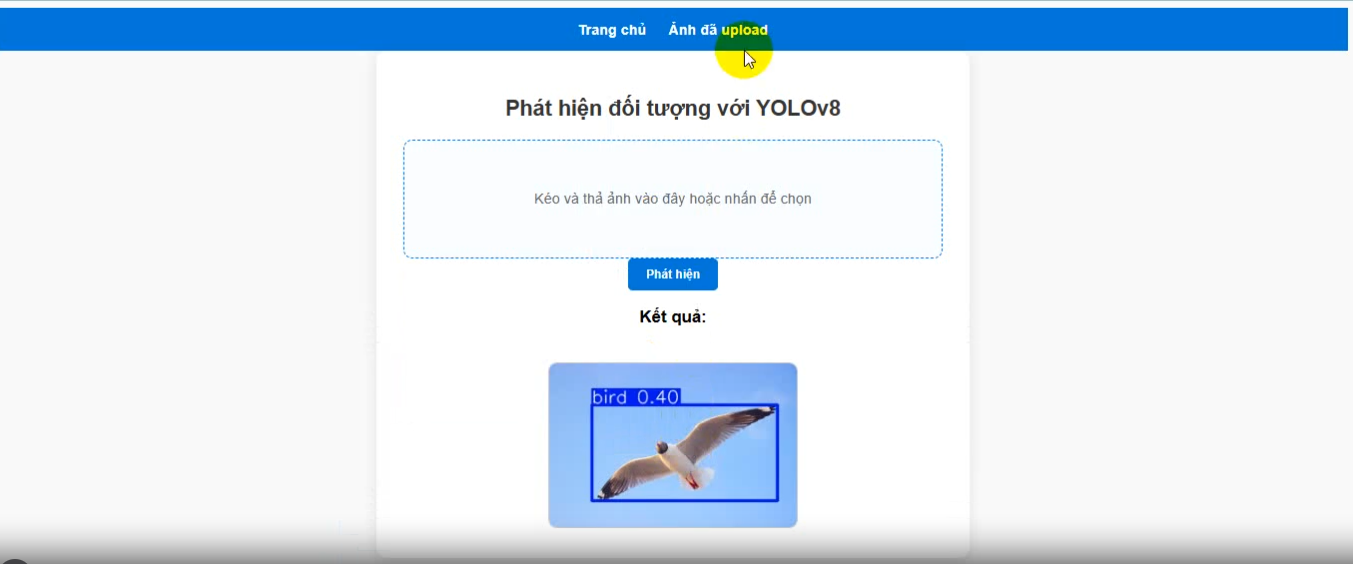 Trang chủ Ảnh đã upload
Phát hiện đối tượng với YOLOv8
Kéo và thả ảnh vào đây hoặc nhấn để chọn
Phát hiện
Kết quả:
bird 0.40